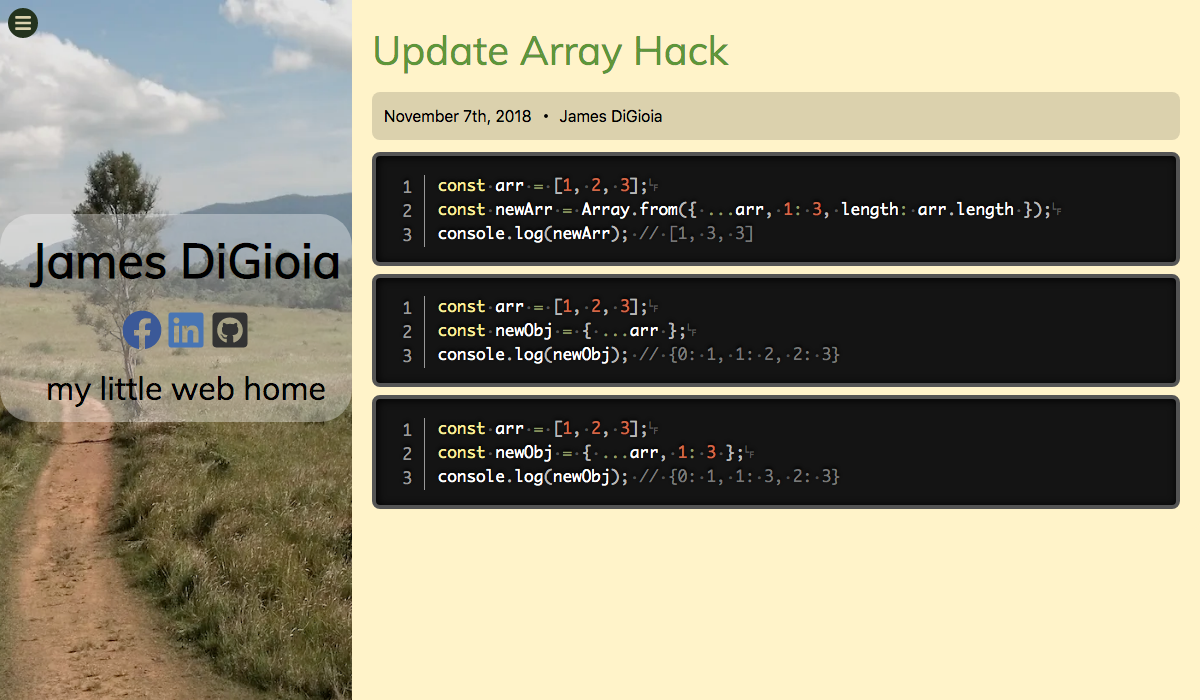 James DiGioia
my little web home
Update Array Hack
November 7th, 2018 • James DiGioia
1 const arr = [1, 2, 3];
2 const newArr = Array.from({ ...arr, 1: 3, length: arr.length });
3 console.log(newArr); // [1, 3, 3]
1 const arr = [1, 2, 3];
2 const newObj = { ...arr };
3 console.log(newObj); // {0: 1, 1: 2, 2: 3}
1 const arr = [1, 2, 3];
2 const newObj = { ...arr, 1: 3 };
3 console.log(newObj); // {0: 1, 1: 3, 2: 3}